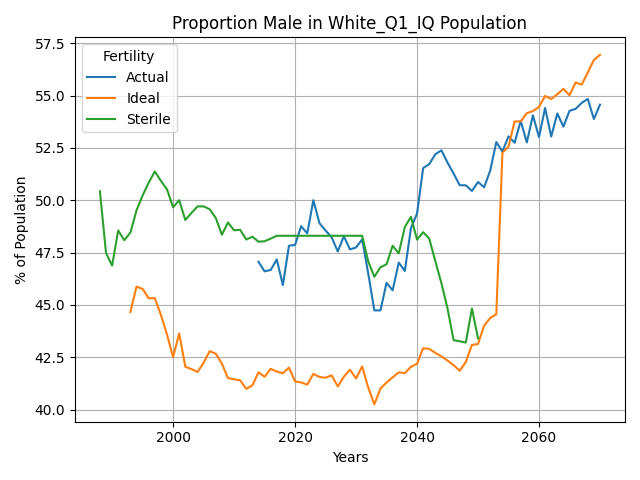 Proportion Male in White_Q1_IQ Population
Fertility
Actual
Ideal
Sterile
% of Population
57.5
55.0
52.5
50.0
47.5
45.0
42.5
40.0
2000
2020
2040
2060
Years